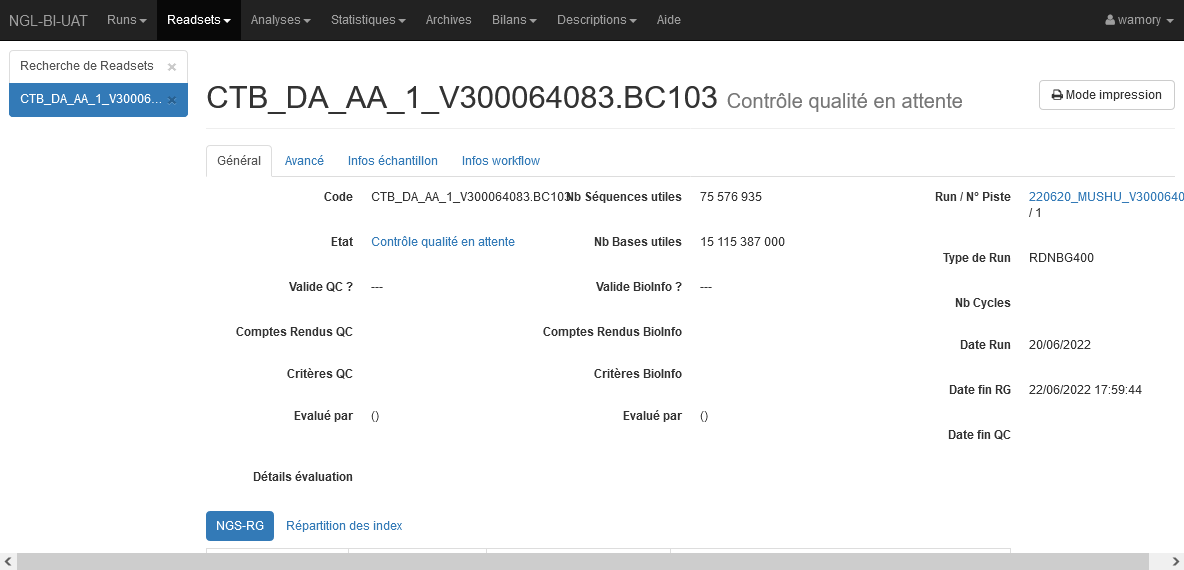 NGL-BI-UAT Runs Readsets Analyses Statistiques Archives Bilans Descriptions Aide wamory
Recherche de Readsets ×
CTB_DA_AA_1_V30006... ×
CTB_DA_AA_1_V300064083.BC103 Contrôle qualité en attente
Mode impression
Général Avancé Infos échantillon Infos workflow
Code CTB_DA_AA_1_V300064083.BC103 Nb Séquences utiles 75 576 935 Run / N° Piste 220620_MUSHU_V3000640
/ 1
Etat Contrôle qualité en attente Nb Bases utiles 15 115 387 000
Type de Run RDNBG400
Valide QC ? --- Valide BioInfo ? ---
Nb Cycles
Comptes Rendus QC Comptes Rendus BioInfo
Date Run 20/06/2022
Critères QC Critères BioInfo
Date fin RG 22/06/2022 17:59:44
Evalué par () Evalué par ()
Date fin QC
Détails évaluation
NGS-RG Répartition des index